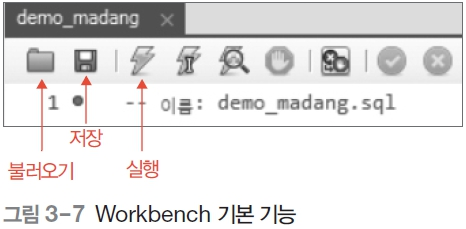 demo_madang ×
1 -- 이름: demo_madang.sql
저장
불러오기 실행
그림 3-7 Workbench 기본 기능